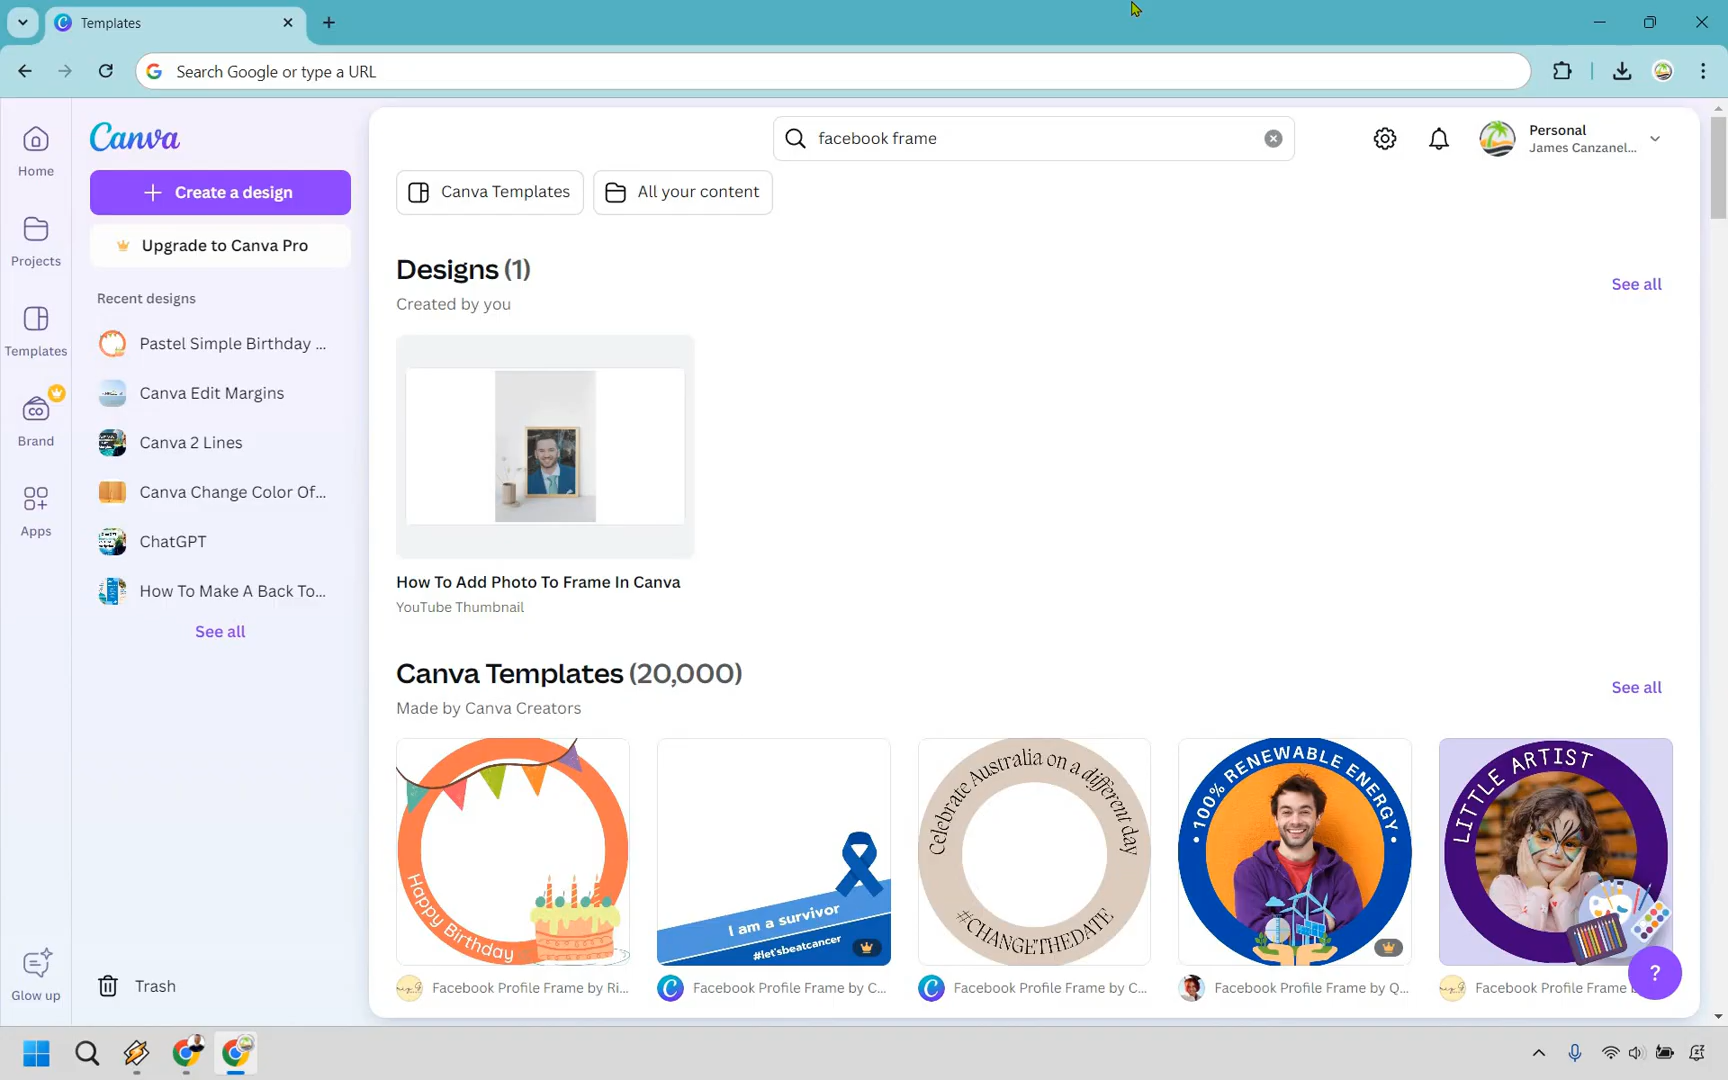 Templates
Search Google or type a URL
Home
Projects
Templates
Brand
CO
Apps
Glow up
Canva
Create a design
Upgrade to Canva Pro
Recent designs
Pastel Simple Birthday ...
Canva Edit Margins
Canva 2 Lines
Canva Change Color Of...
ChatGPT
How To Make A Back To...
See all
Trash
facebook frame
Personal
James Canzanel...
Canva Templates
All your content
Designs (1)
See all
Created by you
How To Add Photo To Frame In Canva
YouTube Thumbnail
Canva Templates (20,000)
See all
Made by Canva Creators
Happy Birthday
I am a survivor
#let'sbeatcancer
Celebrate Australia on a different day
#CHANGETHEDATE
• 100% RENEWABLE ENERGY •
LITTLE ARTIST
Facebook Profile Frame by Ri...
Facebook Profile Frame by C...
Facebook Profile Frame by C...
Facebook Profile Frame by Q...
Facebook Profile Frame
?